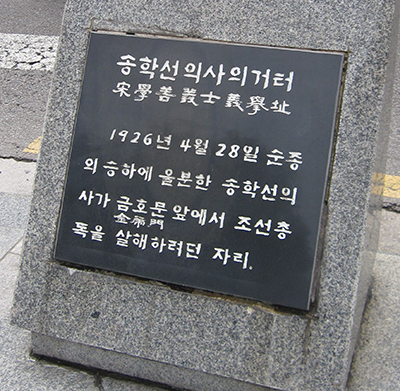 송학선의사의거터
宋學善義士義擧址
1926년 4월 28일 순종
의 승하에 울분한 송학선의
사가 금호문 앞에서 조선총
金虎門
독을 살해하려던 자리.